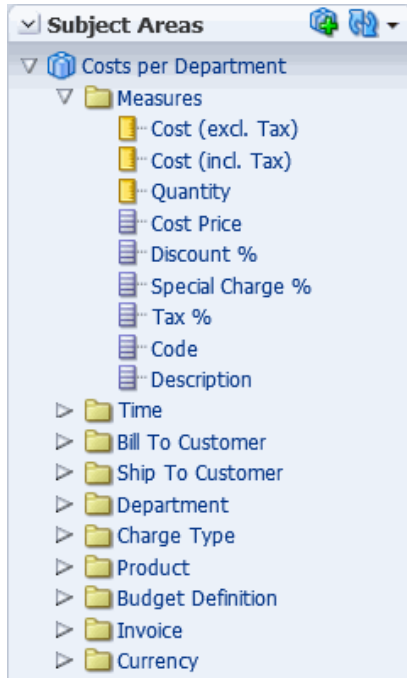 Subject Areas
Costs per Department
Measures
Cost (excl. Tax)
Cost (incl. Tax)
Quantity
Cost Price
Discount %
Special Charge %
Tax %
Code
Description
Time
Bill To Customer
Ship To Customer
Department
Charge Type
Product
Budget Definition
Invoice
Currency